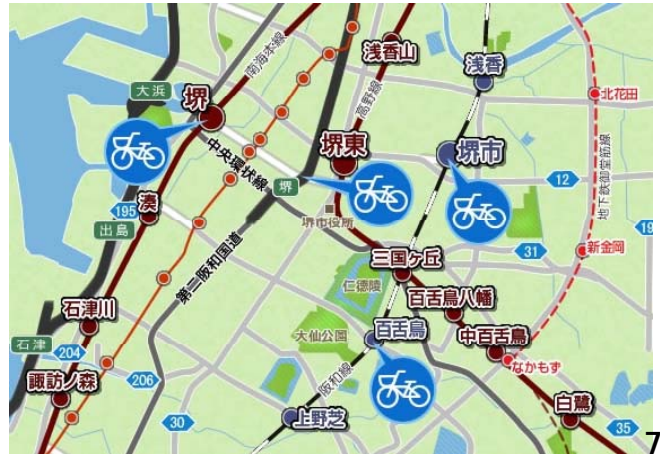 浅香山
浅香
大浜
南海本線
堺
高野線
北花田
堺東
堺市
中央環状線
地下鉄御堂筋線
堺
12
195
湊
出島
堺市役所
19
第二阪和国道
31
新金岡
三国ヶ丘
仁徳陵
百舌鳥八幡
石津川
大仙公園
百舌鳥
中百舌鳥
石津
204
なかもず
諏訪ノ森
206
阪和線
30
上野芝
白鷺
35
7